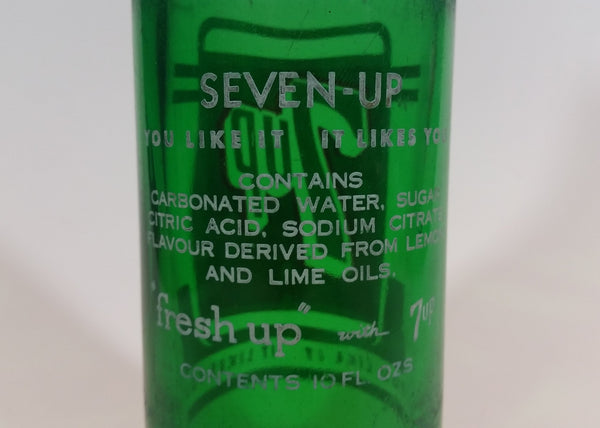 SEVEN-UP
YOU LIKE IT IT LIKES YOU
CONTAINS
CARBONATED WATER, SUGAR
CITRIC ACID, SODIUM CITRATE
FLAVOUR DERIVED FROM LEMON
AND LIME OILS.
"fresh up" with 7up
CONTENTS 10 FL. OZS
7up